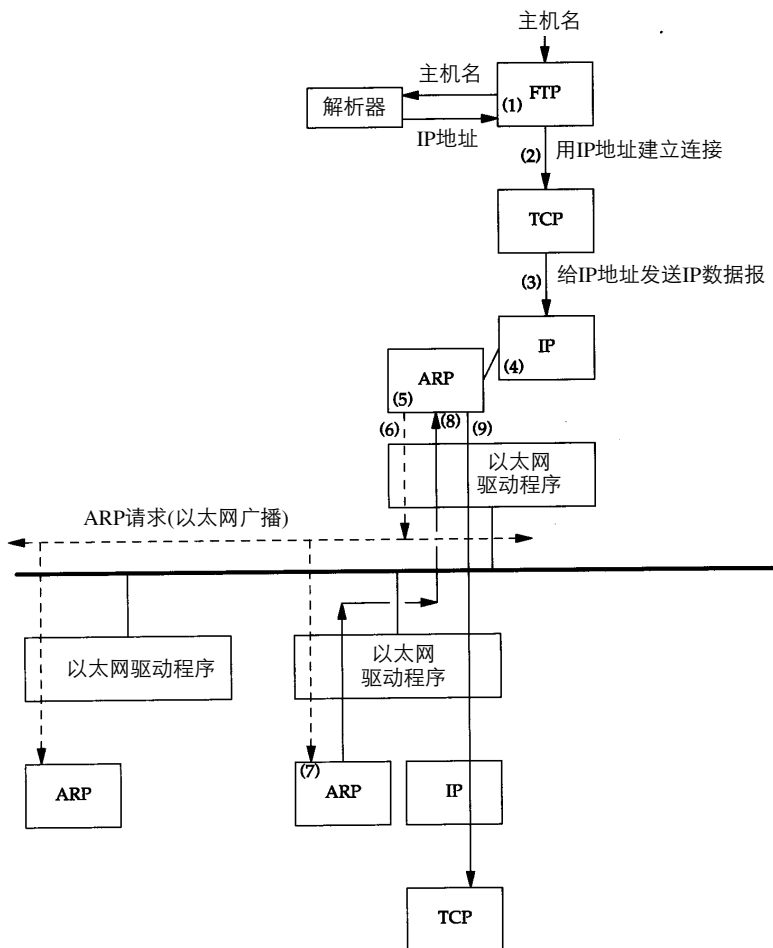 主机名
主机名
FTP
(1)
解析器
IP地址
(2)
用IP地址建立连接
TCP
(3)
给IP地址发送IP数据报
IP
(4)
ARP
(5)
(6)
(8)
(9)
以太网
驱动程序
ARP请求(以太网广播)
以太网驱动程序
以太网
驱动程序
ARP
(7)
ARP
IP
TCP